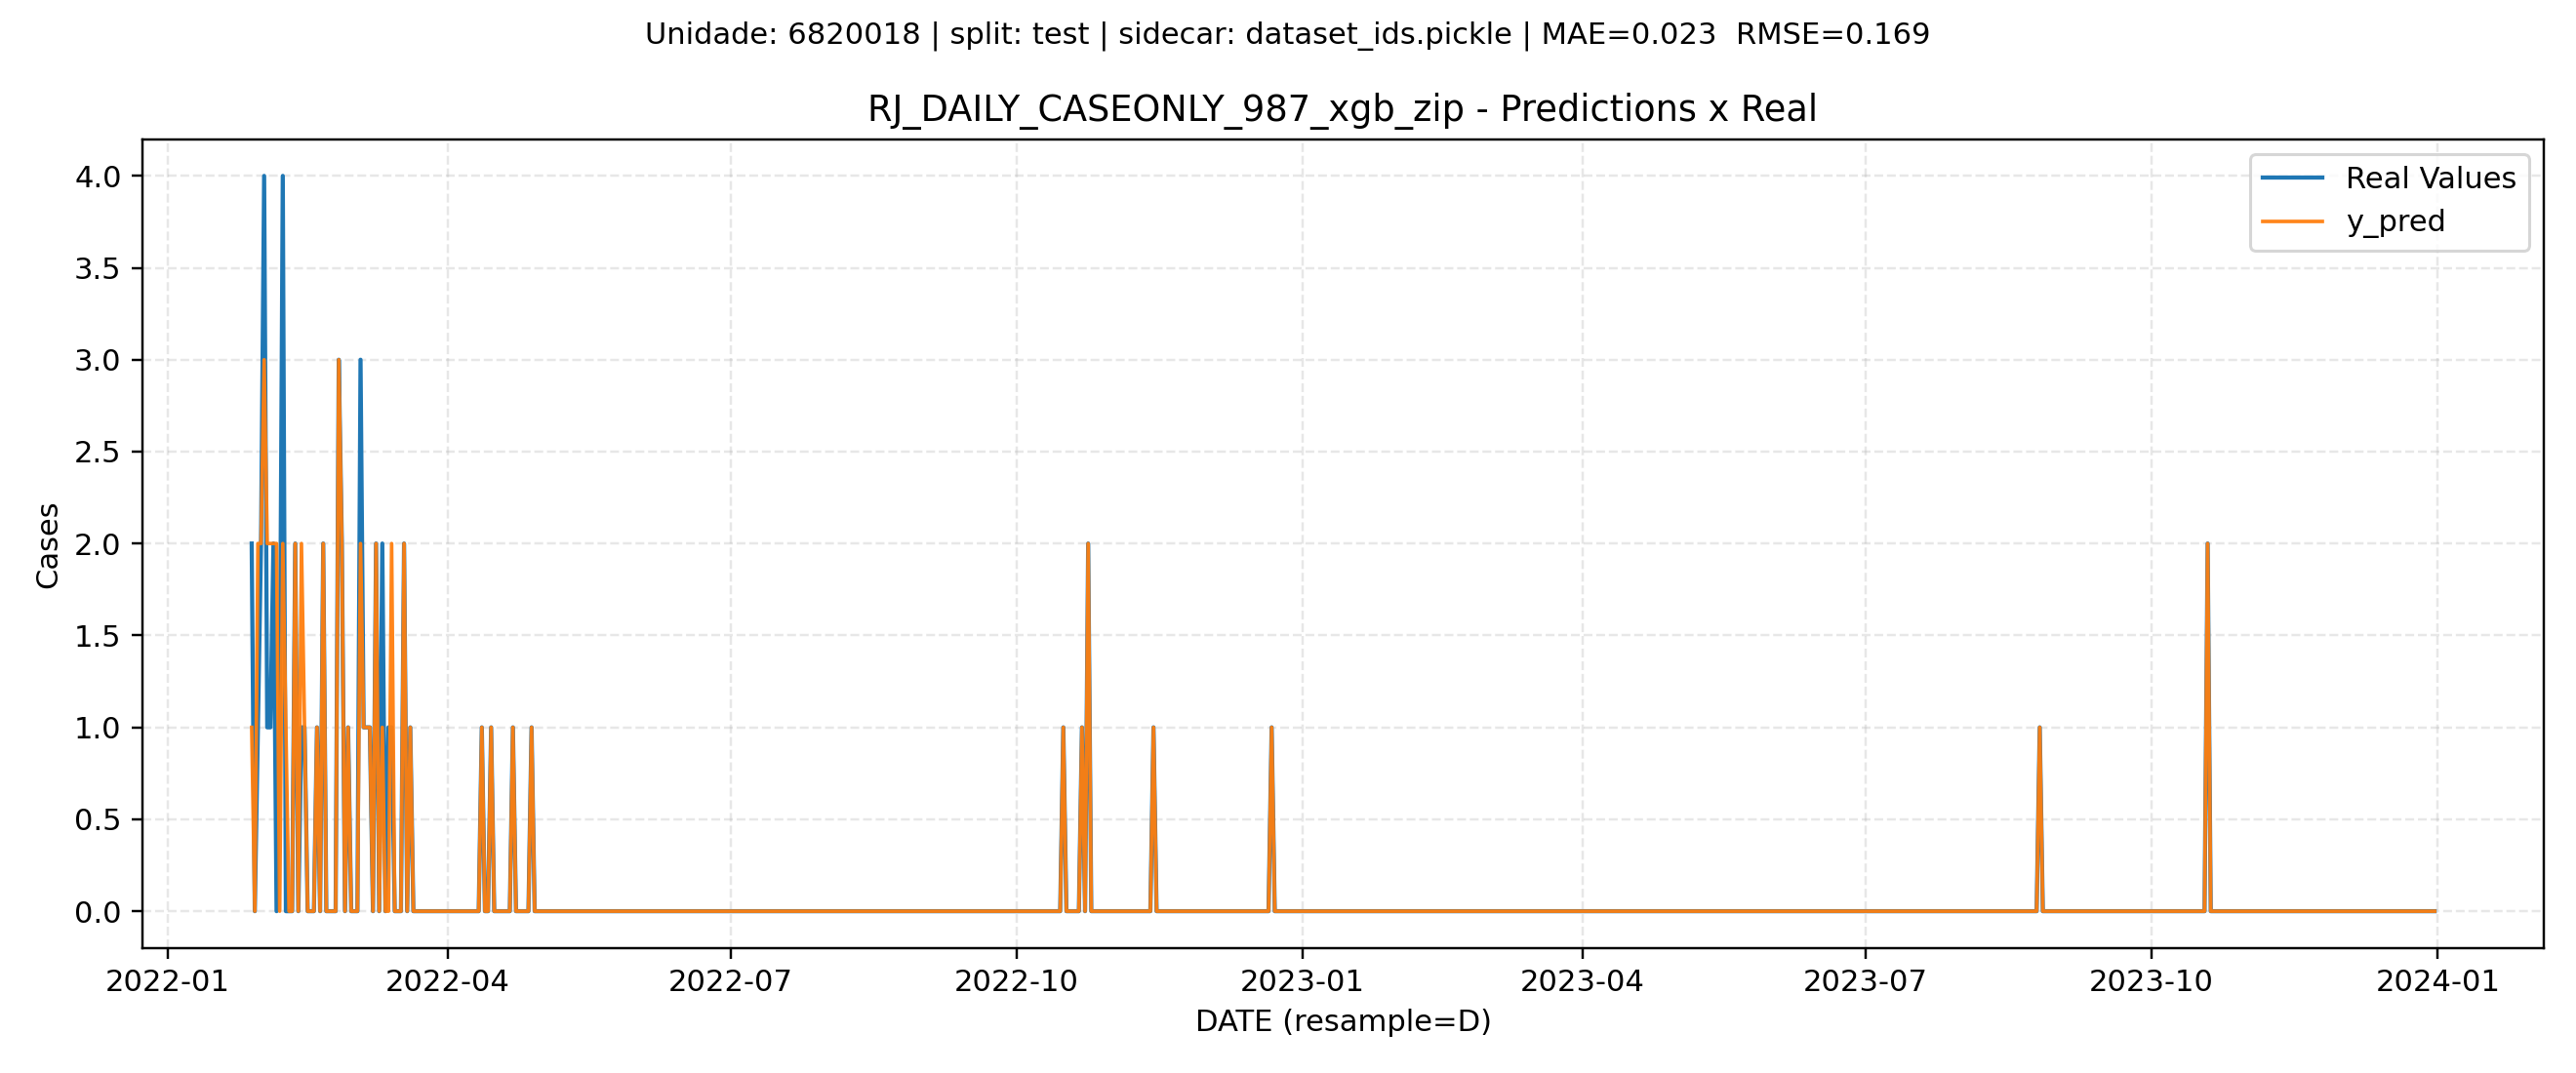 Unidade: 6820018 | split: test | sidecar: dataset_ids.pickle | MAE=0.023  RMSE=0.169
RJ_DAILY_CASEONLY_987_xgb_zip - Predictions x Real
Real Values
y_pred
4.0
3.5
3.0
2.5
2.0
1.5
1.0
0.5
0.0
Cases
2022-01 2022-04 2022-07 2022-10 2023-01 2023-04 2023-07 2023-10 2024-01
DATE (resample=D)